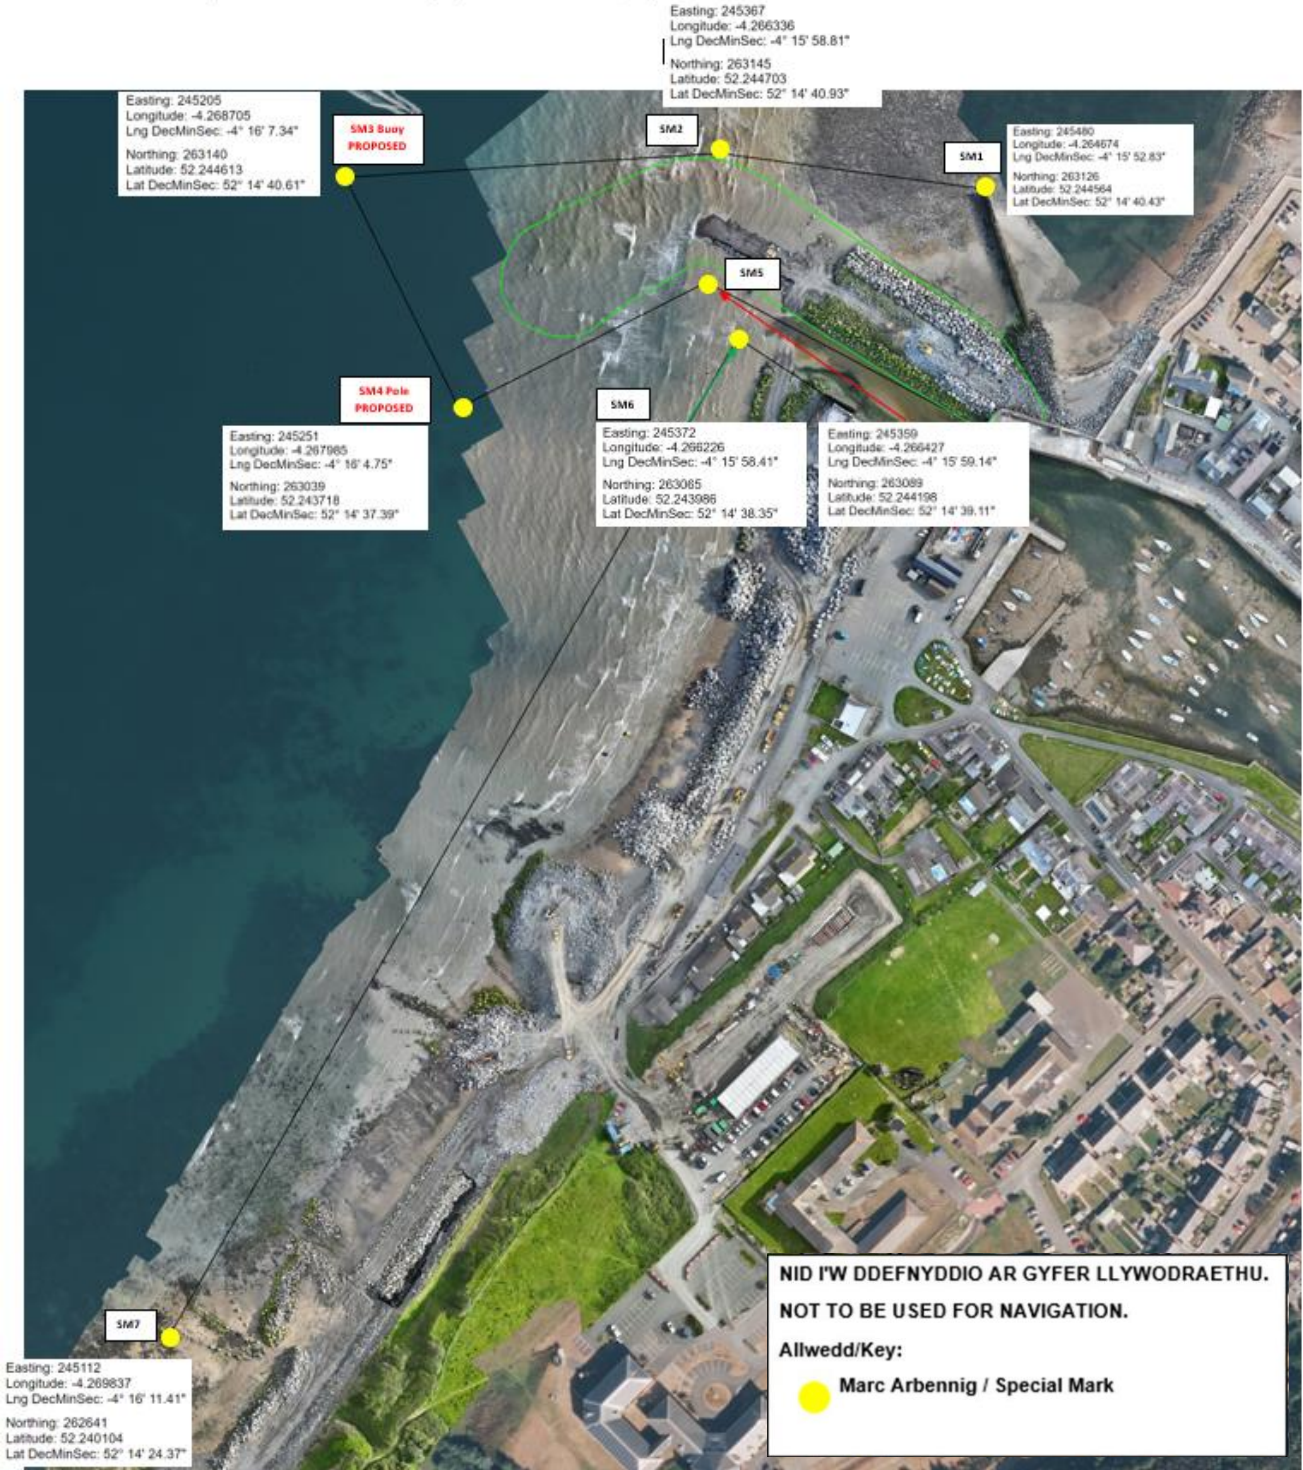 Easting: 245367
Longitude: -4.266336
Lng DecMinSec: -4° 15' 58.81"
Northing: 263145
Latitude: 52.244703
Lat DecMinSec: 52° 14' 40.93"
Easting: 245205
Longitude: -4.268705
Lng DecMinSec: -4° 16' 7.34"
Northing: 263140
Latitude: 52.244613
Lat DecMinSec: 52° 14' 40.61"
SM3 Buoy
PROPOSED
SM2
SM1
Easting: 245480
Longitude: -4.264674
Lng DecMinSec: -4° 15' 52.83"
Northing: 263126
Latitude: 52.244564
Lat DecMinSec: 52° 14' 40.43"
SM5
SM4 Pole
PROPOSED
SM6
Easting: 245251
Longitude: -4.267985
Lng DecMinSec: -4° 16' 4.75"
Northing: 263039
Latitude: 52.243718
Lat DecMinSec: 52° 14' 37.39"
Easting: 245372
Longitude: -4.266226
Lng DecMinSec: -4° 15' 58.41"
Northing: 263065
Latitude: 52.243986
Lat DecMinSec: 52° 14' 38.35"
Easting: 245359
Longitude: -4.266427
Lng DecMinSec: -4° 15' 59.14"
Northing: 263089
Latitude: 52.244198
Lat DecMinSec: 52° 14' 39.11"
SM7
Easting: 245112
Longitude: -4.269837
Lng DecMinSec: -4° 16' 11.41"
Northing: 262641
Latitude: 52.240104
Lat DecMinSec: 52° 14' 24.37"
NID I'W DDEFNYDDIO AR GYFER LLYWODRAETHU.
NOT TO BE USED FOR NAVIGATION.
Allwedd/Key:
Marc Arbennig / Special Mark